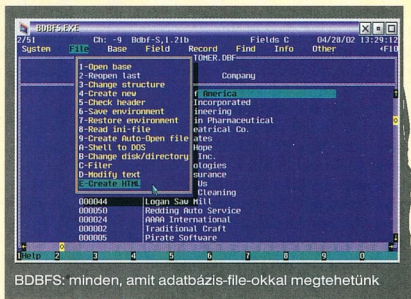 BDBFS.EXE
2/51 Ch: -9 Bdbf-S,1.21b Fields C 04/28/02 13:29:12
System File Base Field Record Find Info Other ◄F10
TOMER.DBF
1-Open base
2-Reopen last
Company
3-Change structure
4-Create new
America
5-Check header
Incorporated
6-Save environment
ineering
7-Restore environment
in Pharmaceutical
8-Read ini-file
eatrical Co.
9-Create Auto-Open file
ates
A-Shell to DOS
Hope
B-Change disk/directory
Inc.
C-Filer
ologies
D-Modify text
surance
E-Create HTML
Us
Cleaning
000044 Logan Saw Mill
000050 Redding Auto Service
000024 AAAA International
000002 Traditional Craft
000005 Pirate Software
1Help 2 3 4 5 6 7 8 9 0
BDBFS: minden, amit adatbázis-file-okkal megtehetünk